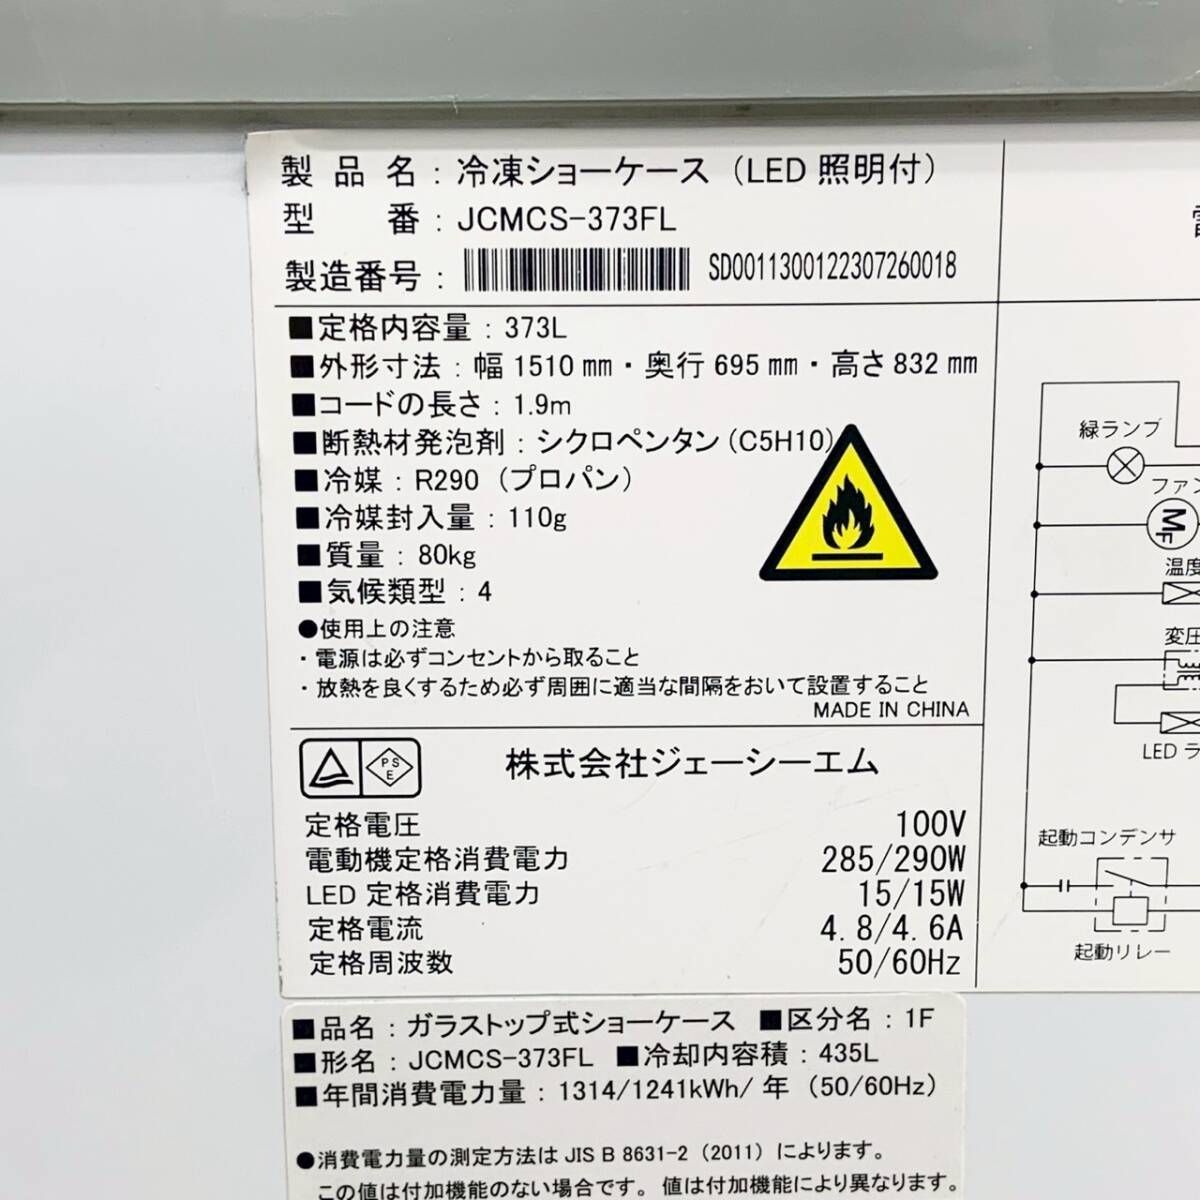 製品名：冷凍ショーケース（LED 照明付）
型番：JCMCS-373FL
製造番号：SD0011300122307260018
■定格内容量：373L
■外形寸法：幅 1510 mm・奥行 695 mm・高さ 832 mm
■コードの長さ：1.9m
■断熱材発泡剤：シクロペンタン（C5H10）
■冷媒：R290（プロパン）
■冷媒封入量：110g
■質量：80kg
■気候類型：4
●使用上の注意
・電源は必ずコンセントから取ること
・放熱を良くするため必ず周囲に適当な間隔をおいて設置すること
MADE IN CHINA
PS E
株式会社ジェーシーエム
定格電圧 100V
電動機定格消費電力 285/290W
LED 定格消費電力 15/15W
定格電流 4.8/4.6A
定格周波数 50/60Hz
緑ランプ
ファン
MF
温度
変圧
LED ラ
起動コンデンサ
起動リレー
■品名：ガラストップ式ショーケース ■区分名：1F
■形名：JCMCS-373FL ■冷却内容積：435L
■年間消費電力量：1314/1241kWh/ 年（50/60Hz）
●消費電力量の測定方法は JIS B 8631-2（2011）によります。
この値は付加機能のない場合です。値は付加機能により異なります。